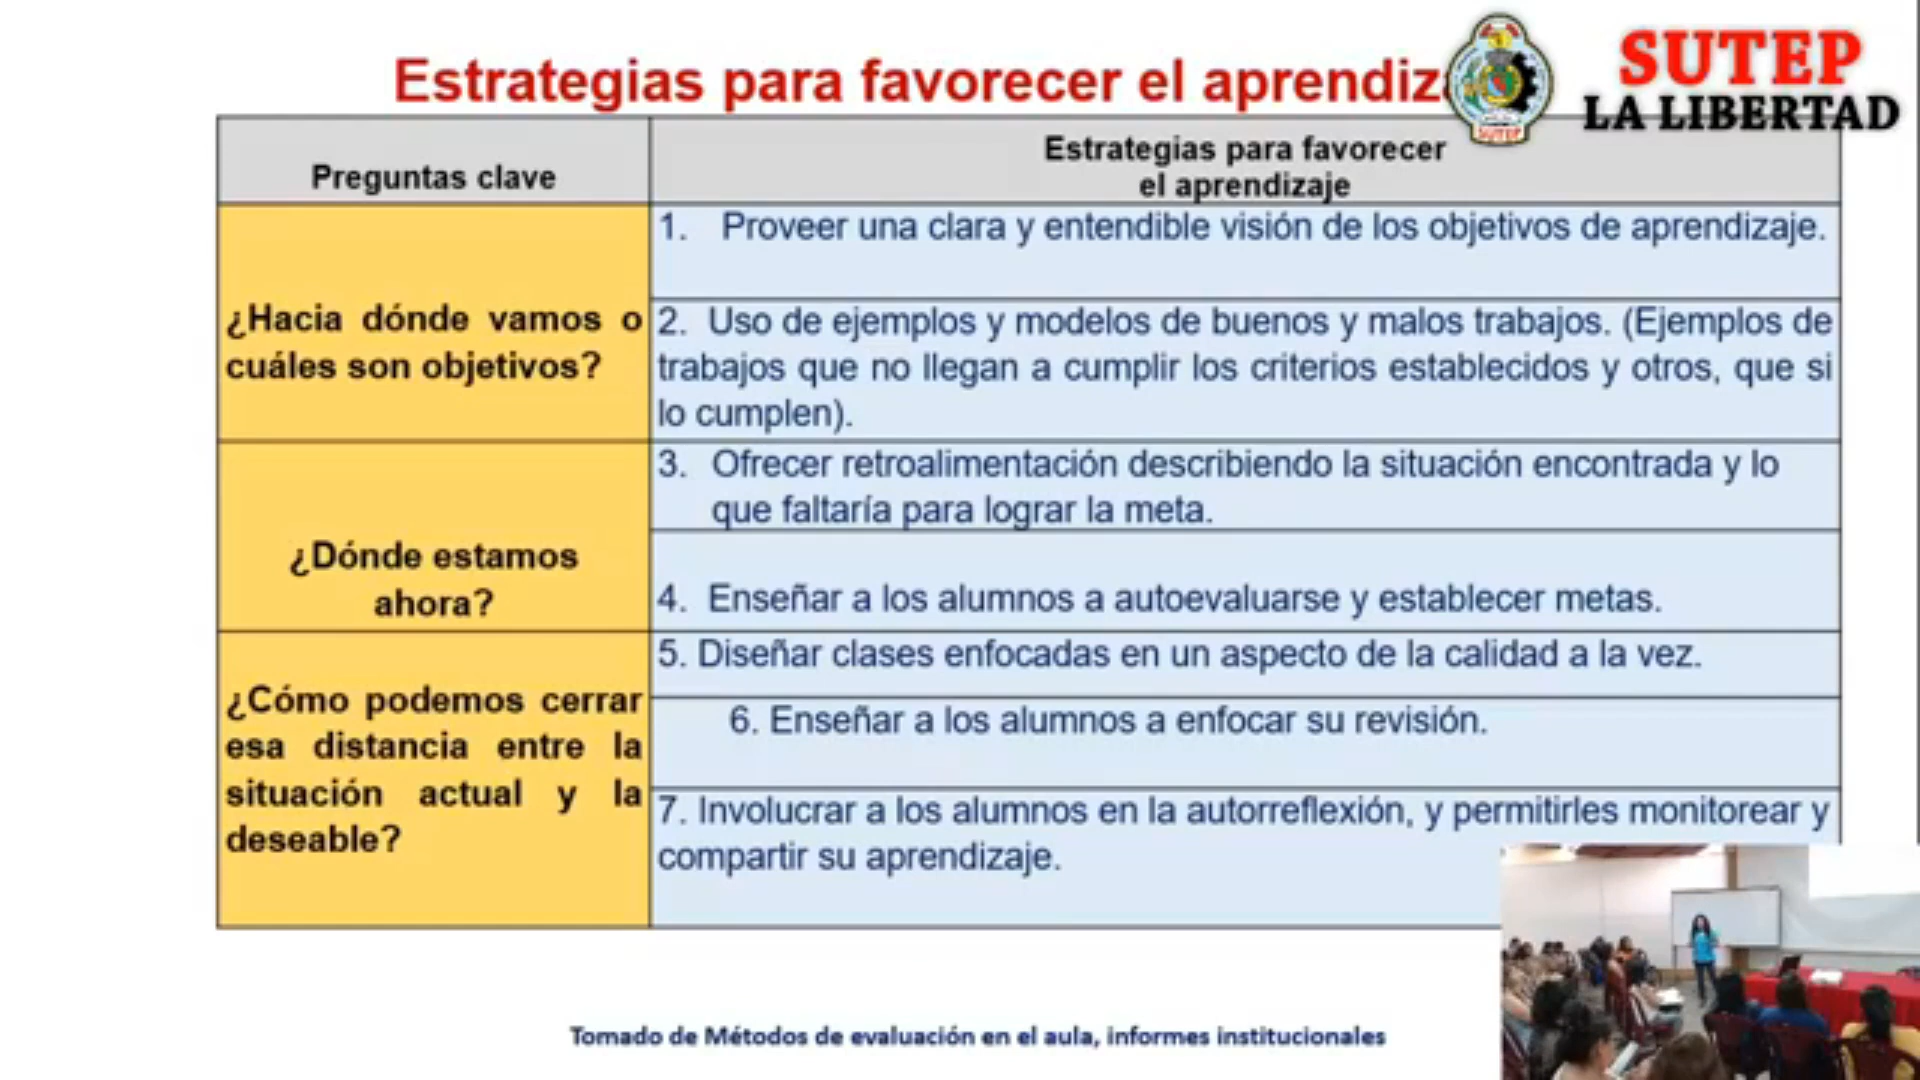 Estrategias para favorecer el aprendiz
SUTEP
LA LIBERTAD
SUTEP
Preguntas clave
Estrategias para favorecer
el aprendizaje
¿Hacia dónde vamos o
cuáles son objetivos?
1. Proveer una clara y entendible visión de los objetivos de aprendizaje.
2. Uso de ejemplos y modelos de buenos y malos trabajos. (Ejemplos de
trabajos que no llegan a cumplir los criterios establecidos y otros, que si
lo cumplen).
¿Dónde estamos
ahora?
3. Ofrecer retroalimentación describiendo la situación encontrada y lo
que faltaría para lograr la meta.
4. Enseñar a los alumnos a autoevaluarse y establecer metas.
¿Cómo podemos cerrar
esa distancia entre la
situación actual y la
deseable?
5. Diseñar clases enfocadas en un aspecto de la calidad a la vez.
6. Enseñar a los alumnos a enfocar su revisión.
7. Involucrar a los alumnos en la autorreflexión, y permitirles monitorear y
compartir su aprendizaje.
Tomado de Métodos de evaluación en el aula, informes institucionales